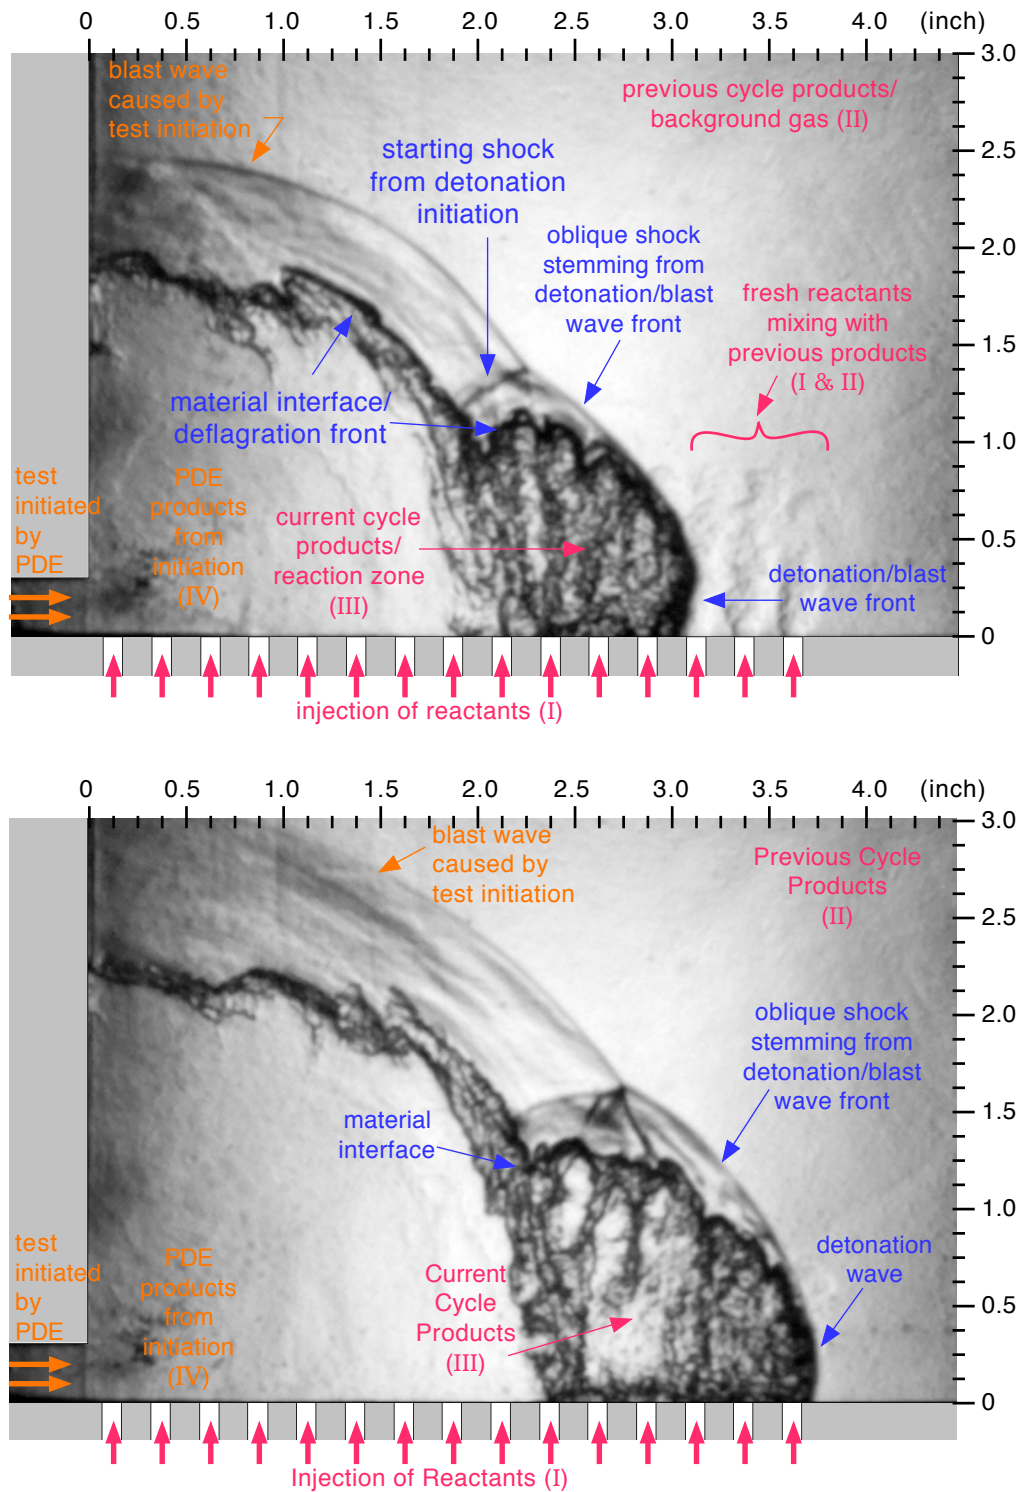 0 0.5 1.0 1.5 2.0 2.5 3.0 3.5 4.0 (inch)
3.0
blast wave
caused by
test initiation
previous cycle products/
background gas (II)
2.5
starting shock
from detonation
initiation
oblique shock
stemming from
detonation/blast
wave front
2.0
fresh reactants
mixing with
previous products
(I & II)
1.5
material interface/
deflagration front
1.0
test
initiated
by
PDE
PDE
products
from
initiation
(IV)
current cycle
products/
reaction zone
(III)
0.5
detonation/blast
wave front
0
injection of reactants (I)
0 0.5 1.0 1.5 2.0 2.5 3.0 3.5 4.0 (inch)
3.0
blast wave
caused by
test initiation
Previous Cycle
Products
(II)
2.5
2.0
oblique shock
stemming from
detonation/blast
wave front
1.5
material
interface
1.0
test
initiated
by
PDE
PDE
products
from
initiation
(IV)
Current
Cycle
Products
(III)
detonation
wave
0.5
0
Injection of Reactants (I)